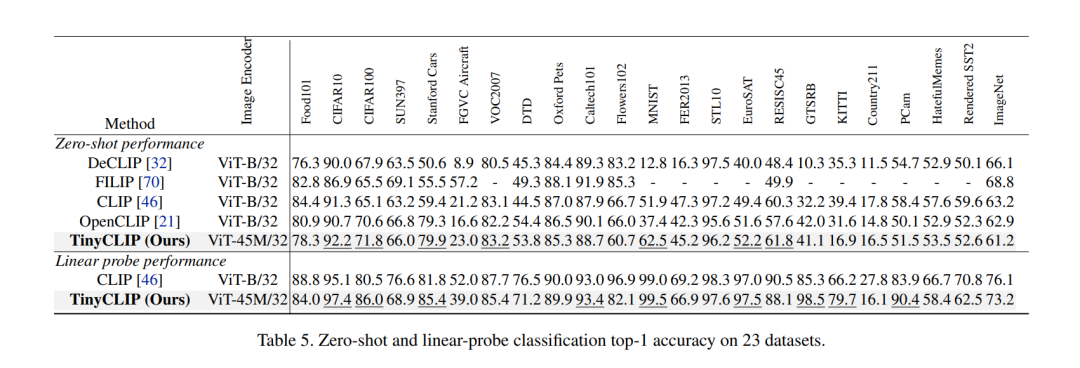 Method Image Encoder Food101 CIFAR10 CIFAR100 SUN397 Stanford Cars FGVC Aircraft VOC2007 DTD Oxford Pets Caltech101 Flowers102 MNIST FER2013 STL10 EuroSAT RESISC45 GTSRB KITTI Country211 PCam HatefulMemes Rendered SST2 ImageNet
Zero-shot performance
DeCLIP [32] ViT-B/32 76.3 90.0 67.9 63.5 50.6 8.9 80.5 45.3 84.4 89.3 83.2 12.8 16.3 97.5 40.0 48.4 10.3 35.3 11.5 54.7 52.9 50.1 66.1
FILIP [70] ViT-B/32 82.8 86.9 65.5 69.1 55.5 57.2 - 49.3 88.1 91.9 85.3 - - - - 49.9 - - - - - - 68.8
CLIP [46] ViT-B/32 84.4 91.3 65.1 63.2 59.4 21.2 83.1 44.5 87.0 87.9 66.7 51.9 47.3 97.2 49.4 60.3 32.2 39.4 17.8 58.4 57.6 59.6 63.2
OpenCLIP [21] ViT-B/32 80.9 90.7 70.6 66.8 79.3 16.6 82.2 54.4 86.5 90.1 66.0 37.4 42.3 95.6 51.6 57.6 42.0 31.6 14.8 50.1 52.9 52.3 62.9
TinyCLIP (Ours) ViT-45M/32 78.3 92.2 71.8 66.0 79.9 23.0 83.2 53.8 85.3 88.7 60.7 62.5 45.2 96.2 52.2 61.8 41.1 16.9 16.5 51.5 53.5 52.6 61.2
Linear probe performance
CLIP [46] ViT-B/32 88.8 95.1 80.5 76.6 81.8 52.0 87.7 76.5 90.0 93.0 96.9 99.0 69.2 98.3 97.0 90.5 85.3 66.2 27.8 83.9 66.7 70.8 76.1
TinyCLIP (Ours) ViT-45M/32 84.0 97.4 86.0 68.9 85.4 39.0 85.4 71.2 89.9 93.4 82.1 99.5 66.9 97.6 97.5 88.1 98.5 79.7 16.1 90.4 58.4 62.5 73.2
Table 5. Zero-shot and linear-probe classification top-1 accuracy on 23 datasets.